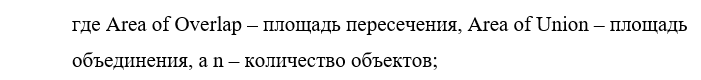 где Area of Overlap – площадь пересечения, Area of Union – площадь
объединения, а n – количество объектов;